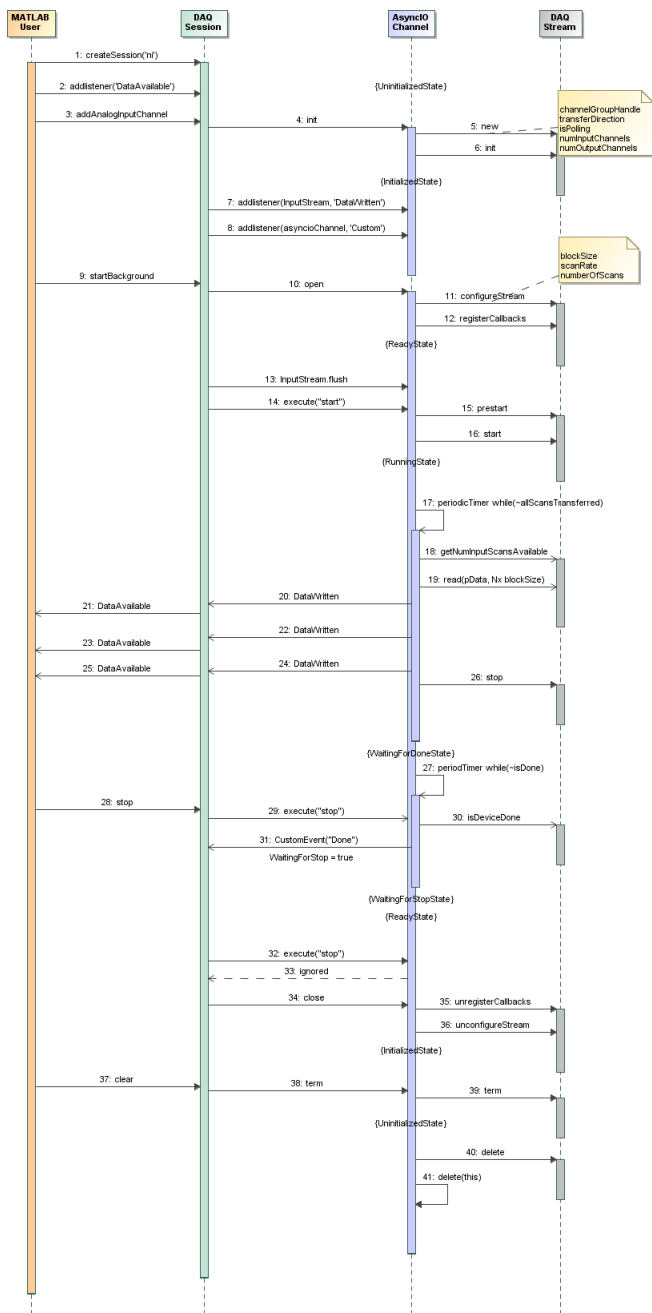 MATLAB
User
DAQ
Session
AsyncIO
Channel
DAQ
Stream
1: createSession('ni')
2: addlistener('DataAvailable')
{UninitializedState}
3: addAnalogInputChannel
channelGroupHandle
transferDirection
isPolling
numInputChannels
numOutputChannels
4: init
5: new
6: init
{InitializedState}
7: addlistener(InputStream, 'DataWritten')
8: addlistener(asyncioChannel, 'Custom')
blockSize
scanRate
numberOfScans
9: startBackground
10: open
11: configureStream
12: registerCallbacks
{ReadyState}
13: InputStream.flush
14: execute("start")
15: prestart
16: start
{RunningState}
17: periodicTimer while(~allScansTransferred)
18: getNumInputScansAvailable
19: read(pData, Nx blockSize)
20: DataWritten
21: DataAvailable
22: DataWritten
23: DataAvailable
24: DataWritten
25: DataAvailable
26: stop
{WaitingForDoneState}
27: periodTimer while(~isDone)
28: stop
29: execute("stop")
30: isDeviceDone
31: CustomEvent("Done")
WaitingForStop = true
{WaitingForStopState}
{ReadyState}
32: execute("stop")
33: ignored
34: close
35: unregisterCallbacks
36: unconfigureStream
{InitializedState}
37: clear
38: term
39: term
{UninitializedState}
40: delete
41: delete(this)